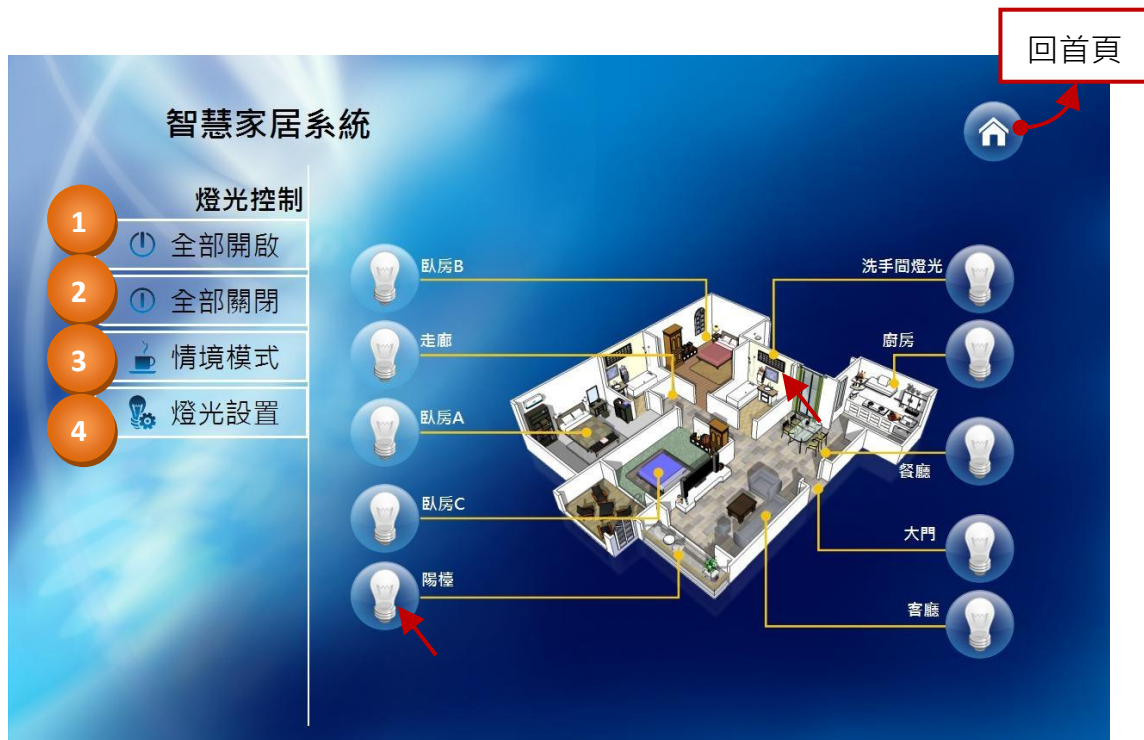 回首頁
智慧家居系統
燈光控制
1
全部開啟
2
全部關閉
3
情境模式
4
燈光設置
臥房B
走廊
臥房A
臥房C
陽檯
洗手間燈光
廚房
餐廳
大門
客廳